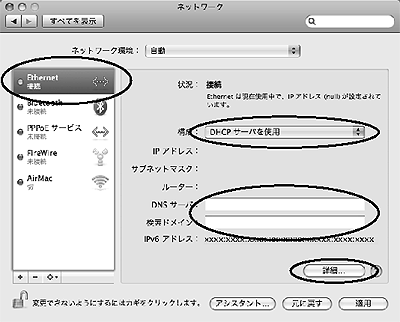 ネットワーク
すべてを表示
ネットワーク環境： 自動
Ethernet
接続
Bluetooth
未接続
PPPoE サービス
未接続
FireWire
未接続
AirMac
切
状況： 接続
Ethernet は現在使用中で、IP アドレス (null) が設定されて
います。
構成： DHCP サーバを使用
IP アドレス：
サブネットマスク：
ルーター：
DNS サーバ：
検索ドメイン：
IPv6 アドレス： xxxx:xxxx:xxxx:xxxx:xxxx:xxxx:xxxx:xxxx
詳細... ?
変更できないようにするにはカギをクリックします。
アシスタント... 元に戻す 適用